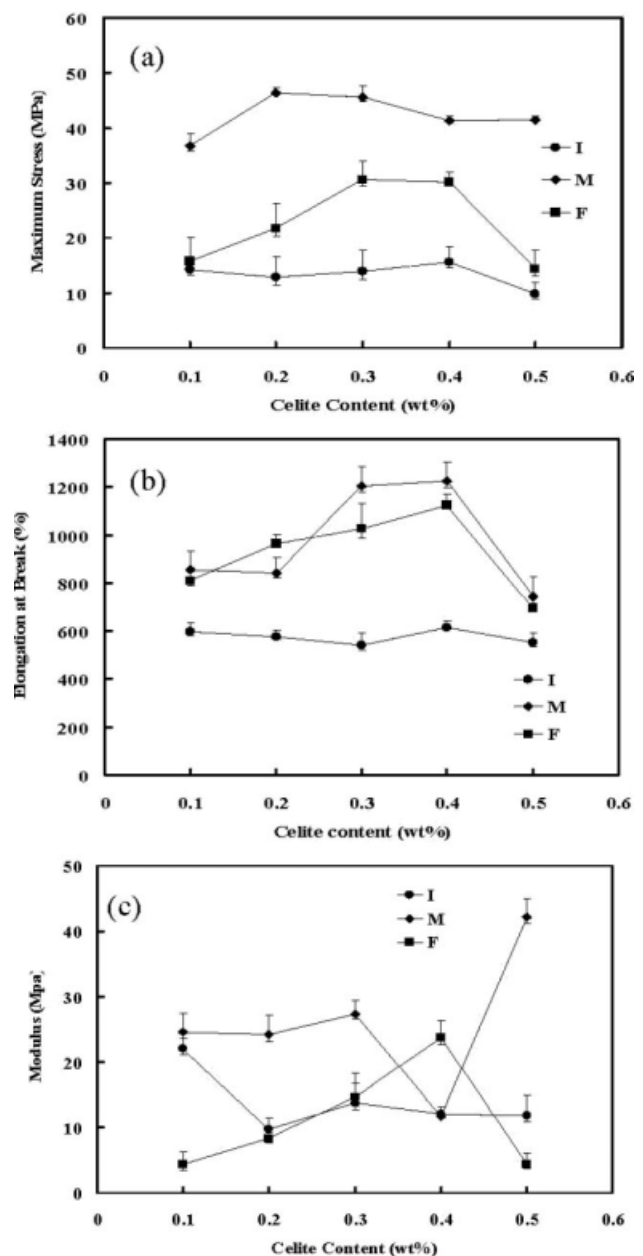 (a)
Maximum Stress (MPa)
60
50
40
30
20
10
0
I
M
F
0 0.1 0.2 0.3 0.4 0.5 0.6
Celite Content (wt%)
(b)
Elongation at Break (%)
1400
1200
1000
800
600
400
200
0
I
M
F
0 0.1 0.2 0.3 0.4 0.5 0.6
Celite content (wt%)
(c)
Modulus (Mpa)
50
40
30
20
10
0
I
M
F
0 0.1 0.2 0.3 0.4 0.5 0.6
Celite Content (wt%)